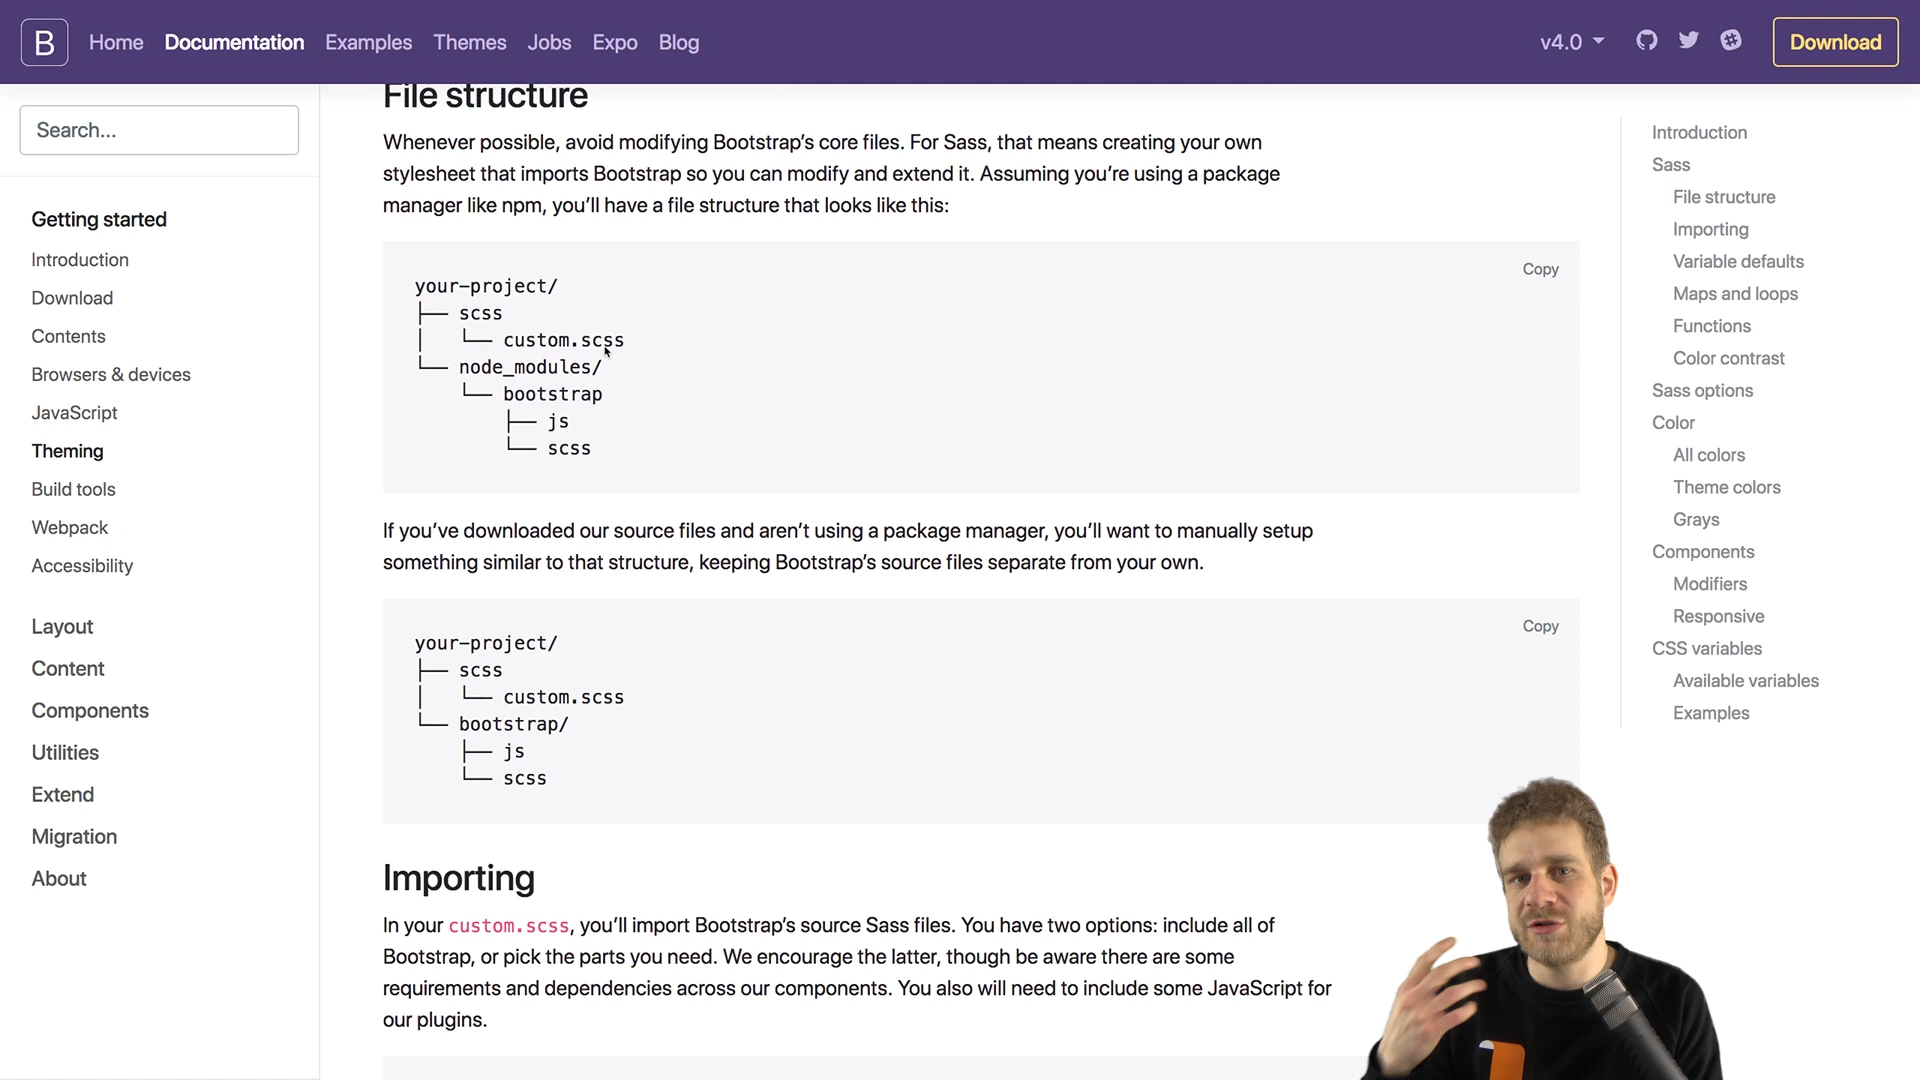 B Home Documentation Examples Themes Jobs Expo Blog v4.0 Download
Search...
Getting started
Introduction
Download
Contents
Browsers & devices
JavaScript
Theming
Build tools
Webpack
Accessibility
Layout
Content
Components
Utilities
Extend
Migration
About
File structure
Whenever possible, avoid modifying Bootstrap’s core files. For Sass, that means creating your own
stylesheet that imports Bootstrap so you can modify and extend it. Assuming you’re using a package
manager like npm, you’ll have a file structure that looks like this:
Copy
your-project/
├── scss
│   └── custom.scss
└── node_modules/
    └── bootstrap
        ├── js
        └── scss
If you’ve downloaded our source files and aren’t using a package manager, you’ll want to manually setup
something similar to that structure, keeping Bootstrap’s source files separate from your own.
Copy
your-project/
├── scss
│   └── custom.scss
└── bootstrap/
    ├── js
    └── scss
Importing
In your custom.scss, you’ll import Bootstrap’s source Sass files. You have two options: include all of
Bootstrap, or pick the parts you need. We encourage the latter, though be aware there are some
requirements and dependencies across our components. You also will need to include some JavaScript for
our plugins.
Introduction
Sass
File structure
Importing
Variable defaults
Maps and loops
Functions
Color contrast
Sass options
Color
All colors
Theme colors
Grays
Components
Modifiers
Responsive
CSS variables
Available variables
Examples